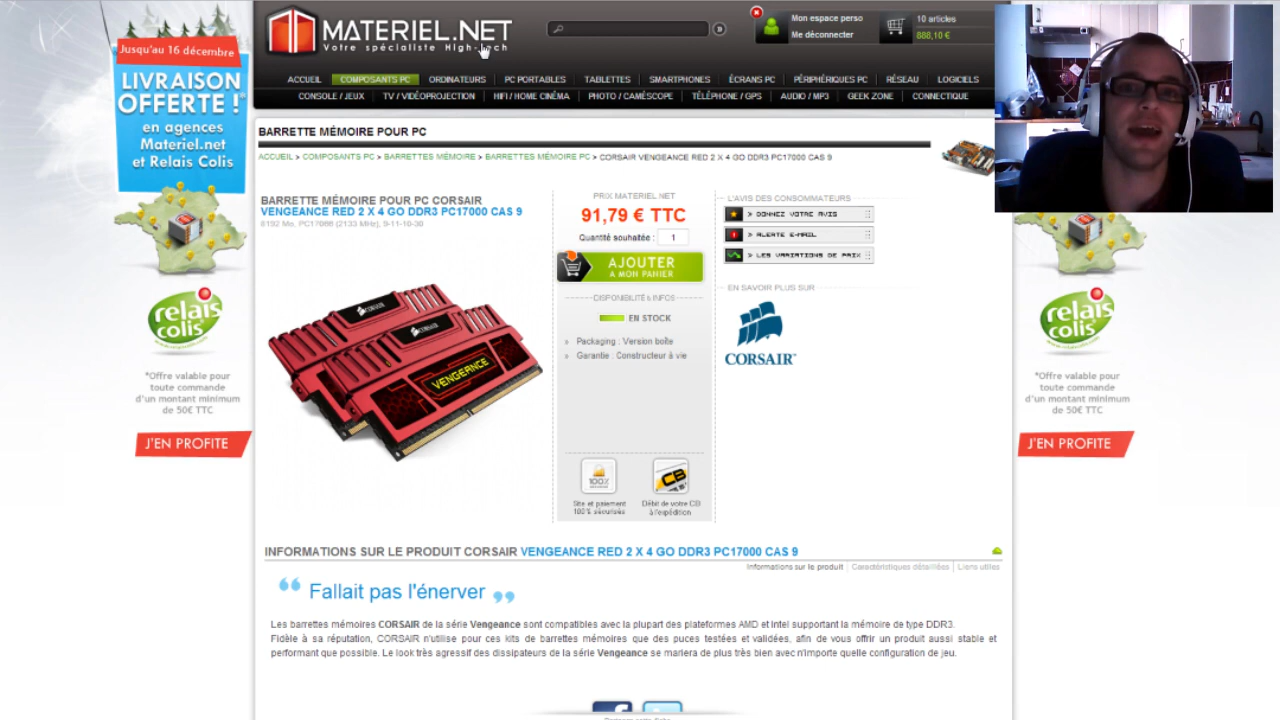 Jusqu'au 16 décembre
LIVRAISON
OFFERTE !*
en agences
Materiel.net
et Relais Colis
relais
colis
*Offre valable pour
toute commande
d'un montant minimum
de 50€ TTC
J'EN PROFITE
MATERIEL.NET
Votre spécialiste High-tech
Mon espace perso
Me déconnecter
10 articles
888,10 €
ACCUEIL COMPOSANTS PC ORDINATEURS PC PORTABLES TABLETTES SMARTPHONES ÉCRANS PC PÉRIPHÉRIQUES PC RÉSEAU LOGICIELS
CONSOLE / JEUX TV / VIDÉOPROJECTION HIFI / HOME CINÉMA PHOTO / CAMÉSCOPE TÉLÉPHONE / GPS AUDIO / MP3 GEEK ZONE CONNECTIQUE
BARRETTE MÉMOIRE POUR PC
ACCUEIL > COMPOSANTS PC > BARRETTES MÉMOIRE > BARRETTES MÉMOIRE PC > CORSAIR VENGEANCE RED 2 X 4 GO DDR3 PC17000 CAS 9
BARRETTE MÉMOIRE POUR PC CORSAIR
VENGEANCE RED 2 X 4 GO DDR3 PC17000 CAS 9
8192 Mo, PC17066 (2133 MHz), 9-11-10-30
CORSAIR
CORSAIR
VENGEANCE
PRIX MATERIEL.NET
91,79 € TTC
Quantité souhaitée : 1
AJOUTER
A MON PANIER
DISPONIBILITÉ & INFOS
EN STOCK
» Packaging : Version boîte
» Garantie : Constructeur à vie
100%
CB
Site et paiement
100% sécurisés
Débit de votre CB
à l'expédition
L'AVIS DES CONSOMMATEURS
> DONNEZ VOTRE AVIS
> ALERTE E-MAIL
> LES VARIATIONS DE PRIX
EN SAVOIR PLUS SUR
CORSAIR
INFORMATIONS SUR LE PRODUIT CORSAIR VENGEANCE RED 2 X 4 GO DDR3 PC17000 CAS 9
Informations sur le produit | Caractéristiques détaillées | Liens utiles
“ Fallait pas l'énerver ”
Les barrettes mémoires CORSAIR de la série Vengeance sont compatibles avec la plupart des plateformes AMD et Intel supportant la mémoire de type DDR3.
Fidèle à sa réputation, CORSAIR n'utilise pour ces kits de barrettes mémoires que des puces testées et validées, afin de vous offrir un produit aussi stable et
performant que possible. Le look très agressif des dissipateurs de la série Vengeance se mariera de plus très bien avec n'importe quelle configuration de jeu.
relais
colis
*Offre valable pour
toute commande
d'un montant minimum
de 50€ TTC
J'EN PROFITE